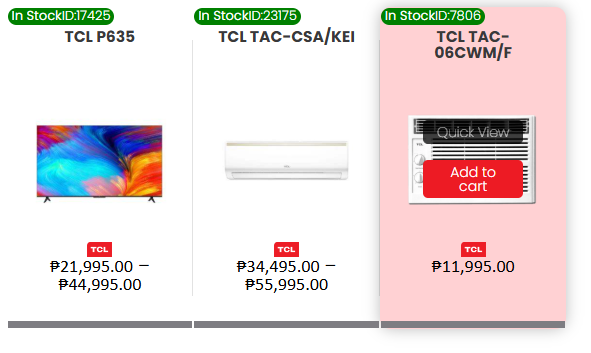 In StockID:17425
TCL P635
TCL
₱21,995.00 –
₱44,995.00
In StockID:23175
TCL TAC-CSA/KEI
TCL
₱34,495.00 –
₱55,995.00
In StockID:7806
TCL TAC-
06CWM/F
TCL
Quick View
Add to
cart
TCL
₱11,995.00